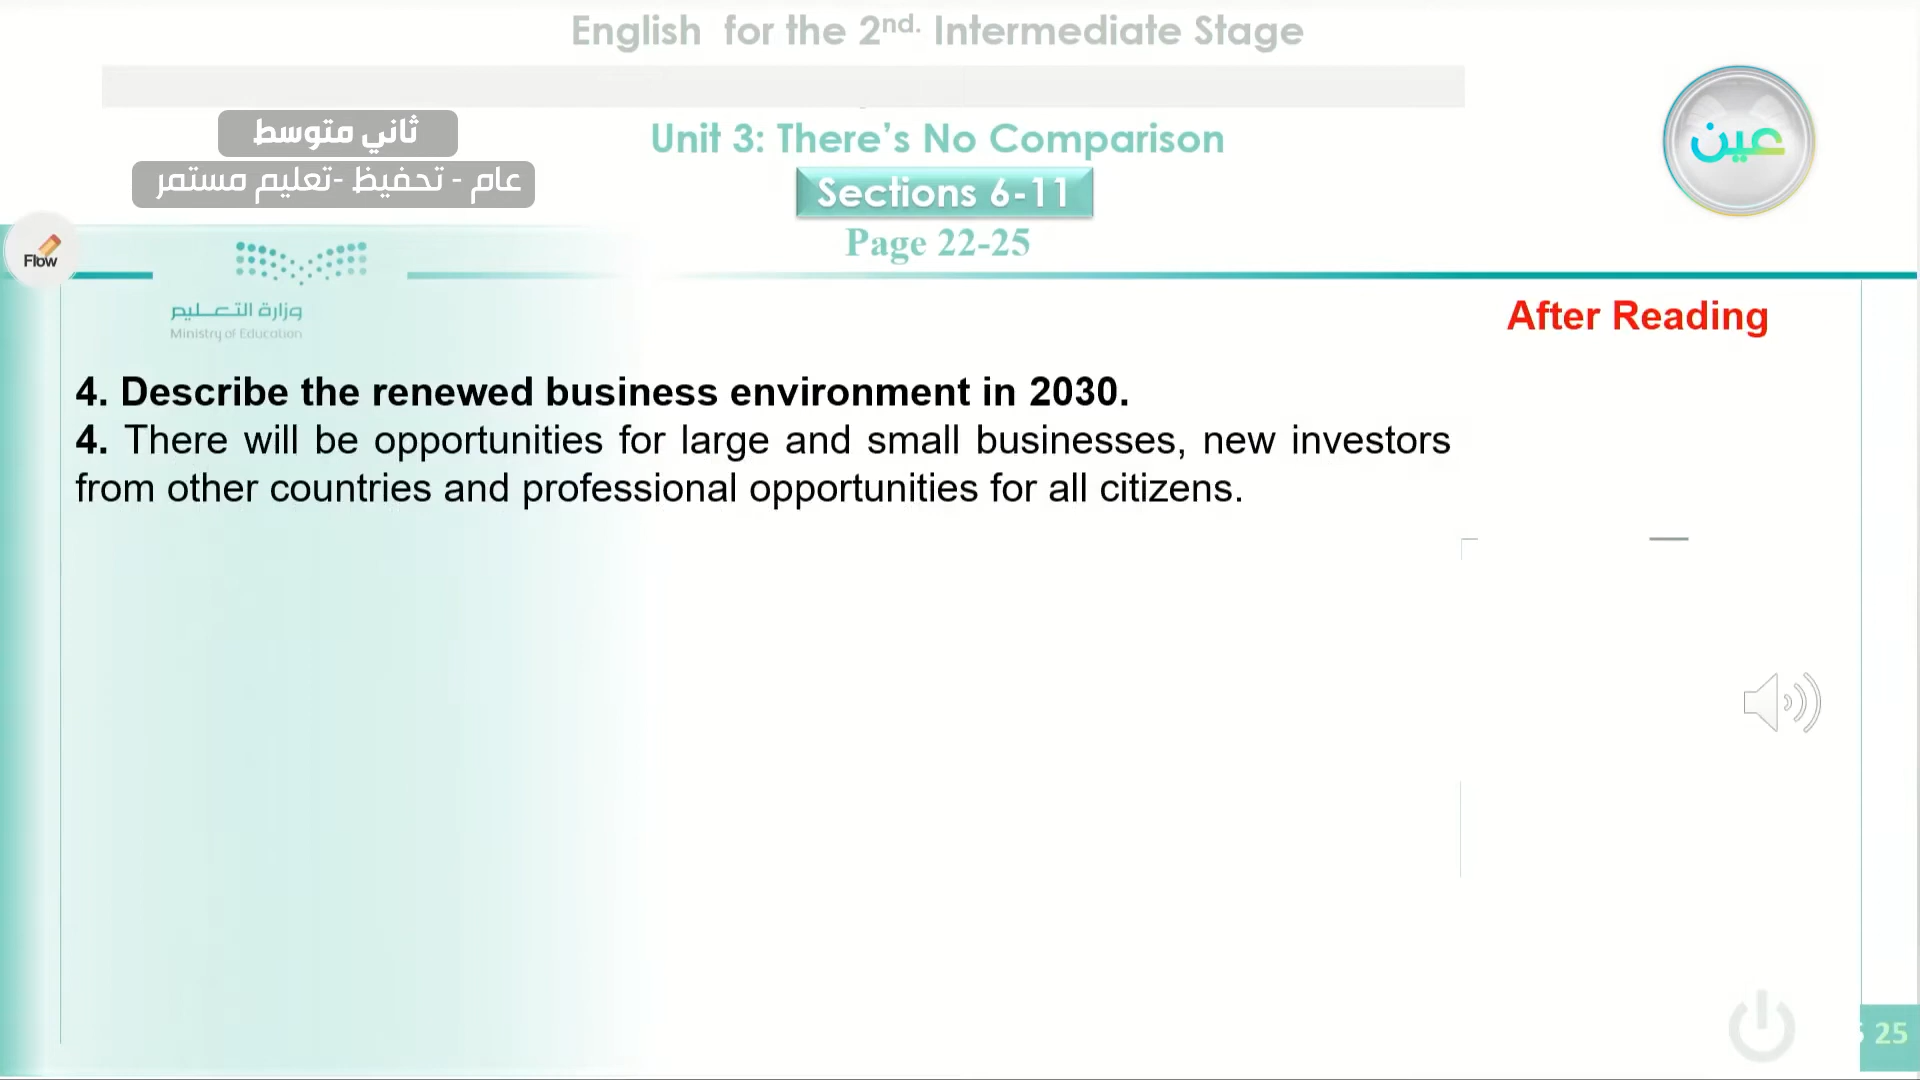 English for the 2nd. Intermediate Stage
ثاني متوسط
عام - تحفيظ -تعليم مستمر
Unit 3: There's No Comparison
Sections 6-11
Page 22-25
عين
Flow
وزارة التعليم
Ministry of Education
After Reading
4. Describe the renewed business environment in 2030.
4. There will be opportunities for large and small businesses, new investors
from other countries and professional opportunities for all citizens.
25